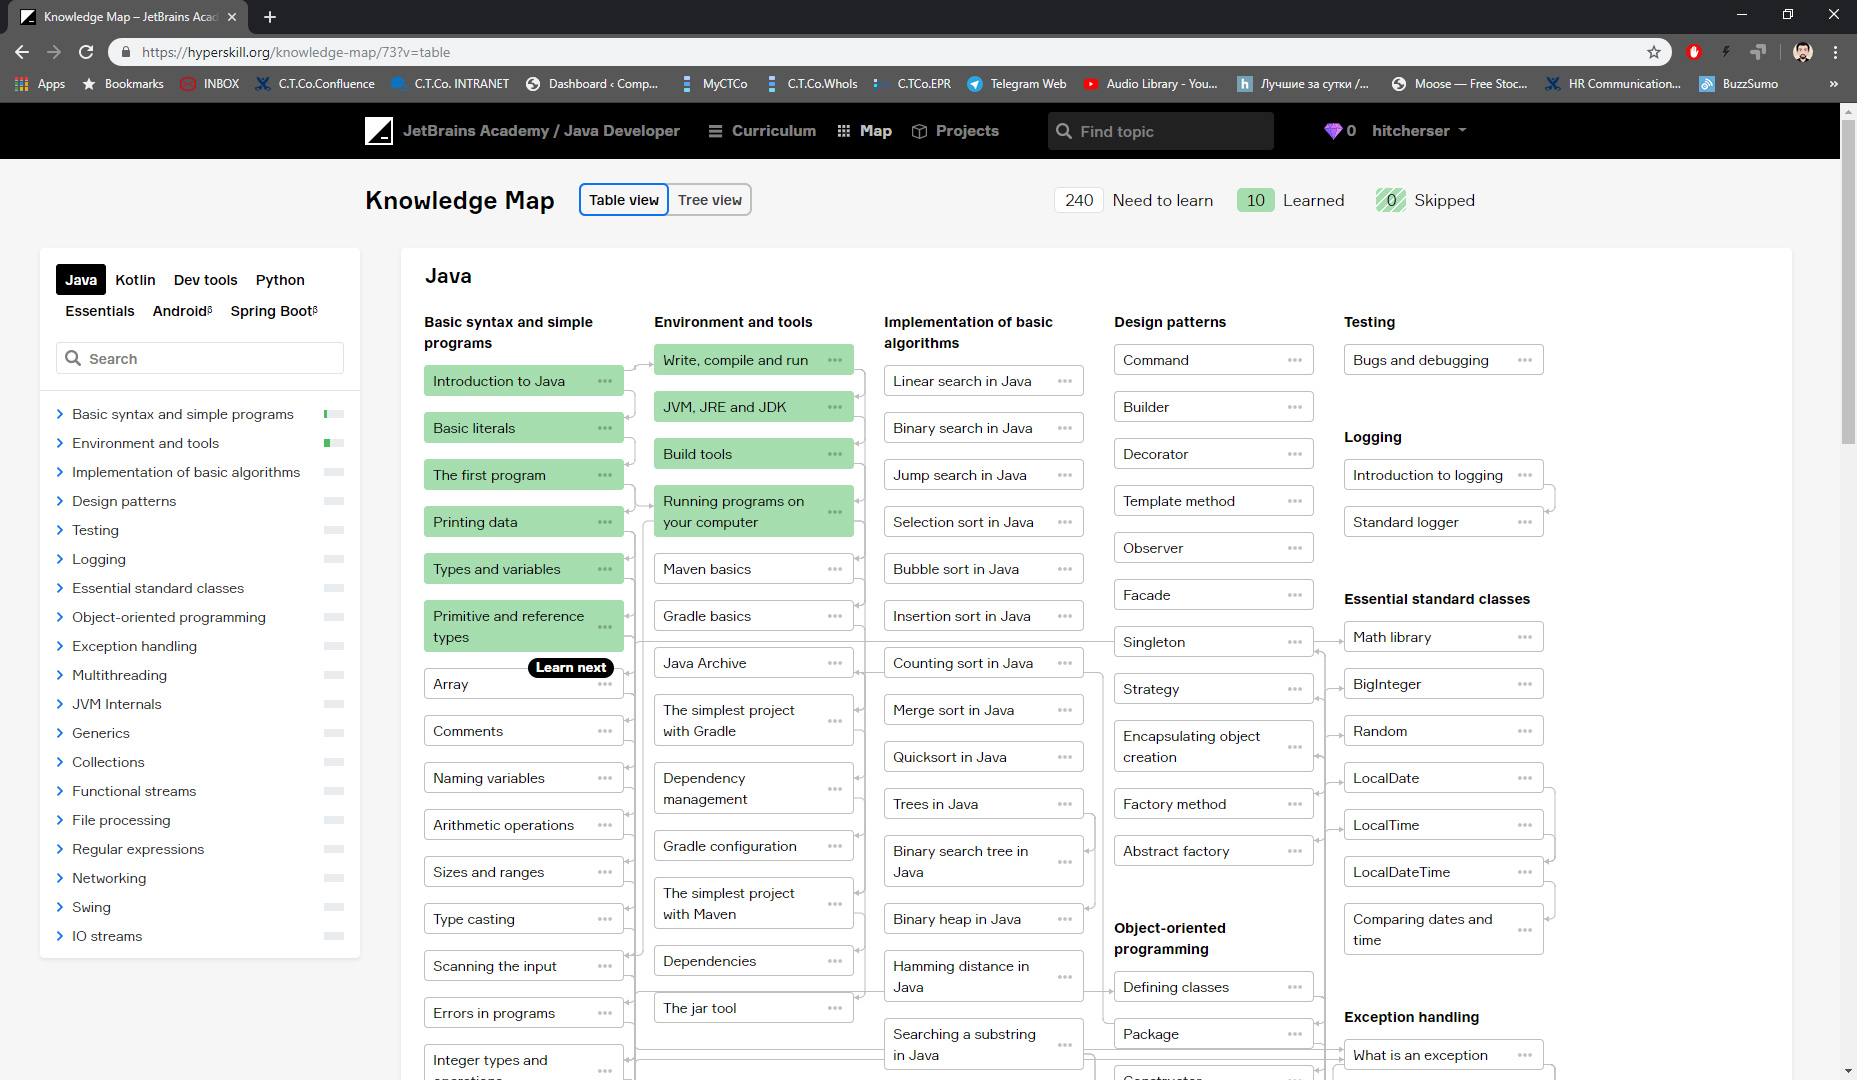 Knowledge Map – JetBrains Acad
https://hyperskill.org/knowledge-map/73?v=table
Apps
Bookmarks
INBOX
C.T.Co.Confluence
C.T.Co. INTRANET
Dashboard ‹ Comp...
MyCTCo
C.T.Co.WhoIs
C.TCo.EPR
Telegram Web
Audio Library - You...
Лучшие за сутки /...
Moose — Free Stoc...
HR Communication...
BuzzSumo
»
JetBrains Academy / Java Developer
Curriculum
Map
Projects
Find topic
0
hitcherser
Knowledge Map
Table view
Tree view
240 Need to learn
10 Learned
0 Skipped
Java Kotlin Dev tools Python
Essentials Androidᵝ Spring Bootᵝ
Search
Basic syntax and simple programs
Environment and tools
Implementation of basic algorithms
Design patterns
Testing
Logging
Essential standard classes
Object-oriented programming
Exception handling
Multithreading
JVM Internals
Generics
Collections
Functional streams
File processing
Regular expressions
Networking
Swing
IO streams
Java
Basic syntax and simple
programs
Introduction to Java
Basic literals
The first program
Printing data
Types and variables
Primitive and reference
types
Learn next
Array
Comments
Naming variables
Arithmetic operations
Sizes and ranges
Type casting
Scanning the input
Errors in programs
Integer types and
operations
Environment and tools
Write, compile and run
JVM, JRE and JDK
Build tools
Running programs on
your computer
Maven basics
Gradle basics
Java Archive
The simplest project
with Gradle
Dependency
management
Gradle configuration
The simplest project
with Maven
Dependencies
The jar tool
Implementation of basic
algorithms
Linear search in Java
Binary search in Java
Jump search in Java
Selection sort in Java
Bubble sort in Java
Insertion sort in Java
Counting sort in Java
Merge sort in Java
Quicksort in Java
Trees in Java
Binary search tree in
Java
Binary heap in Java
Hamming distance in
Java
Searching a substring
in Java
Design patterns
Command
Builder
Decorator
Template method
Observer
Facade
Singleton
Strategy
Encapsulating object
creation
Factory method
Abstract factory
Object-oriented
programming
Defining classes
Package
Constructor
Testing
Bugs and debugging
Logging
Introduction to logging
Standard logger
Essential standard classes
Math library
BigInteger
Random
LocalDate
LocalTime
LocalDateTime
Comparing dates and
time
Exception handling
What is an exception